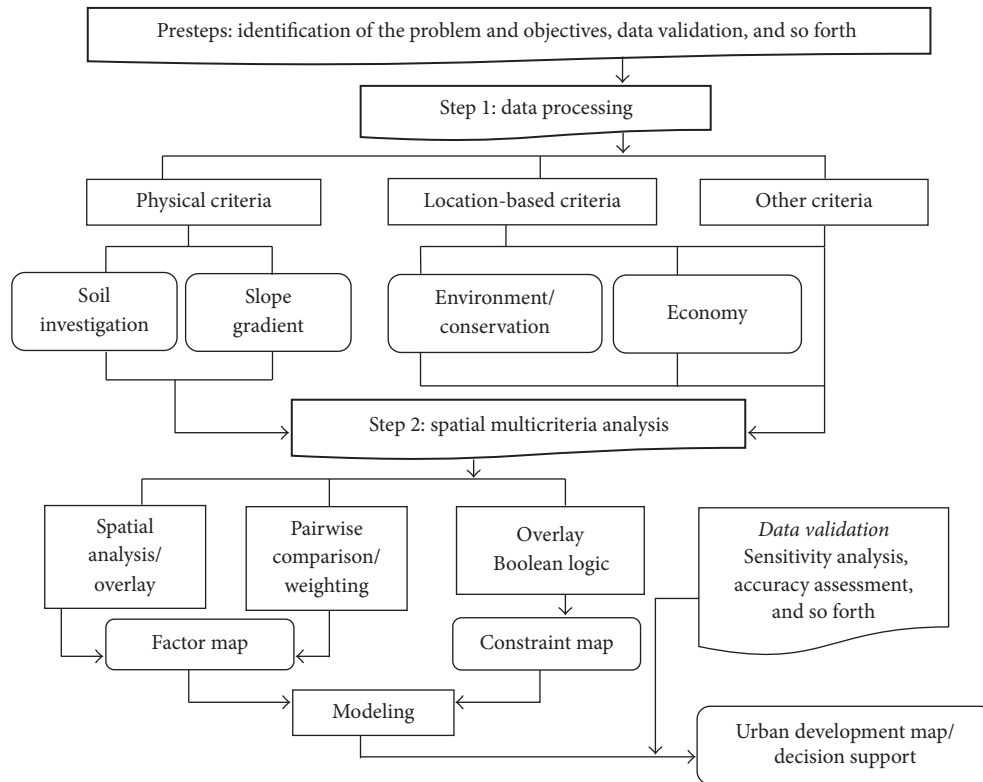 Presteps: identification of the problem and objectives, data validation, and so forth
Step 1: data processing
Physical criteria
Location-based criteria
Other criteria
Soil
investigation
Slope
gradient
Environment/
conservation
Economy
Step 2: spatial multicriteria analysis
Spatial
analysis/
overlay
Pairwise
comparison/
weighting
Overlay
Boolean logic
Data validation
Sensitivity analysis,
accuracy assessment,
and so forth
Factor map
Constraint map
Modeling
Urban development map/
decision support